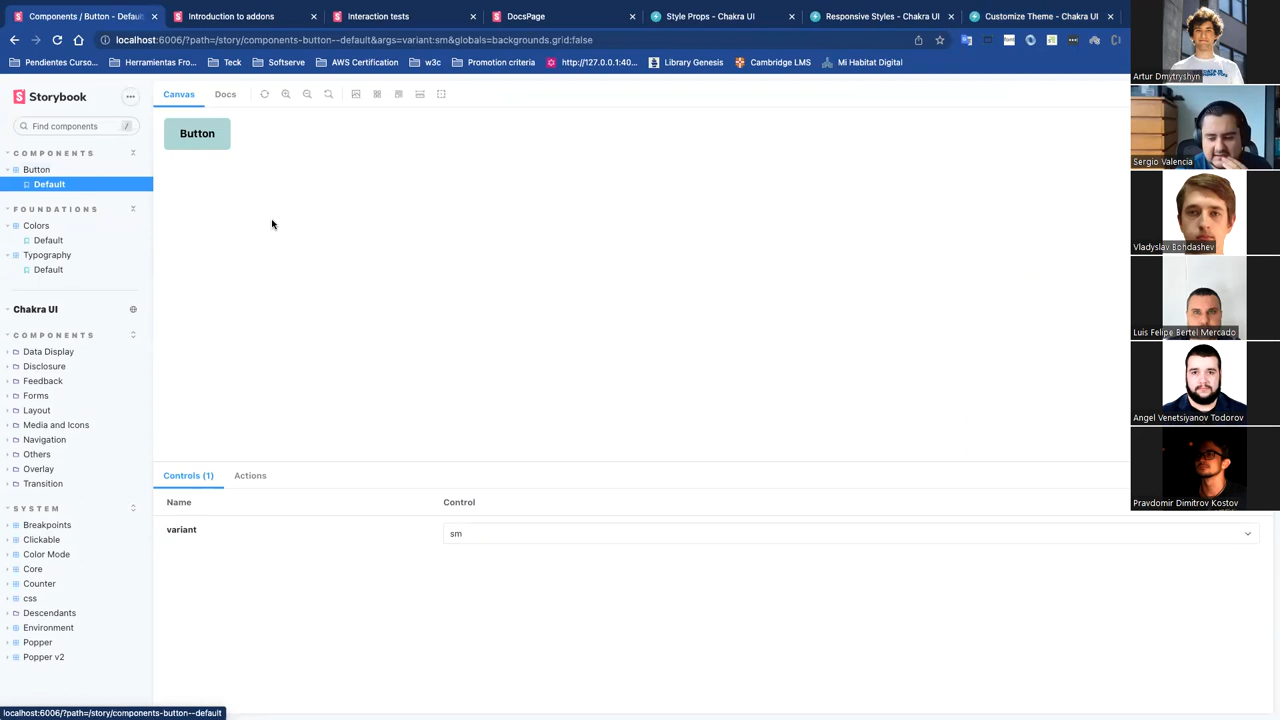 Components / Button - Defaul
Introduction to addons
Interaction tests
DocsPage
Style Props - Chakra UI
Responsive Styles - Chakra UI
Customize Theme - Chakra UI
localhost:6006/?path=/story/components-button--default&args=variant:sm&globals=backgrounds.grid:false
Pendientes Curso...
Herramientas Fro...
Teck
Softserve
AWS Certification
w3c
Promotion criteria
http://127.0.0.1:40...
Library Genesis
Cambridge LMS
Mi Habitat Digital
Storybook
Find components
/
COMPONENTS
Button
Default
FOUNDATIONS
Colors
Default
Typography
Default
Chakra UI
COMPONENTS
Data Display
Disclosure
Feedback
Forms
Layout
Media and Icons
Navigation
Others
Overlay
Transition
SYSTEM
Breakpoints
Clickable
Color Mode
Core
Counter
css
Descendants
Environment
Popper
Popper v2
localhost:6006/?path=/story/components-button--default
Canvas
Docs
Button
Controls (1)
Actions
Name
Control
variant
sm
Artur Dmytryshyn
Sergio Valencia
Vladyslav Bohdashev
Luis Felipe Bertel Mercado
Angel Venetsiyanov Todorov
Pravdomir Dimitrov Kostov